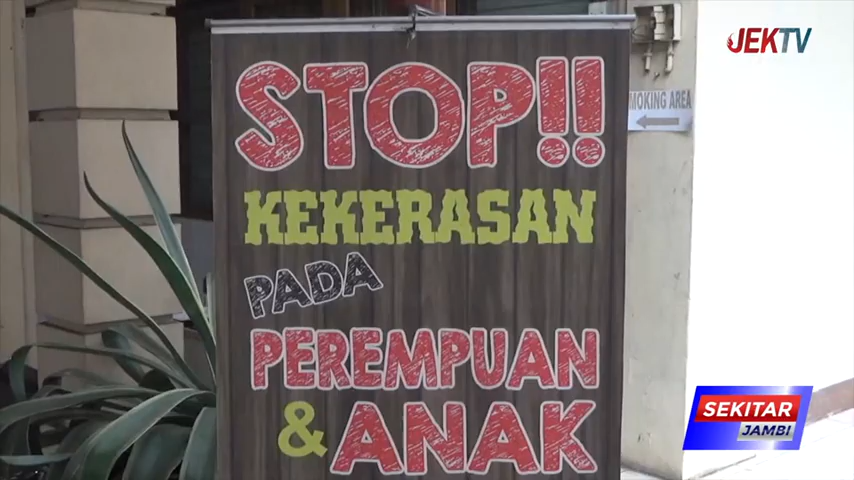 JEKTV
STOP!!
MOKING AREA
KEKERASAN
PADA
PEREMPUAN
& ANAK
SEKITAR
JAMBI